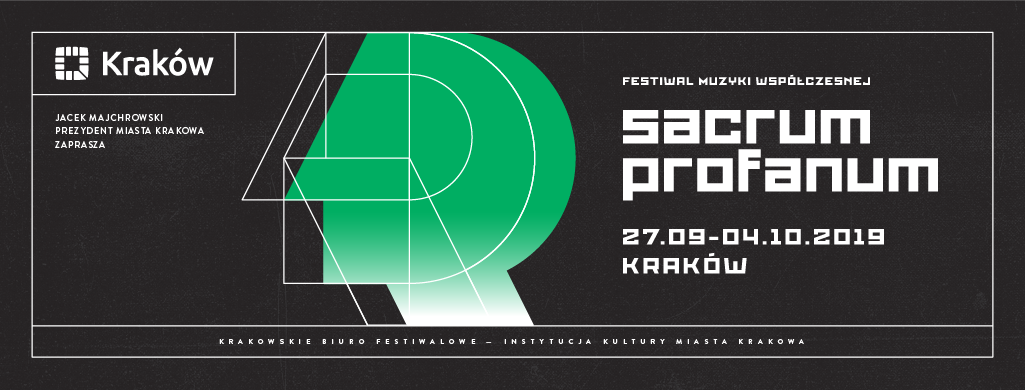 Kraków
JACEK MAJCHROWSKI
PREZYDENT MIASTA KRAKOWA
ZAPRASZA
FESTIWAL MUZYKI WSPÓŁCZESNEJ
sacrum
profanum
27.09-04.10.2019
KRAKÓW
KRAKOWSKIE BIURO FESTIWALOWE – INSTYTUCJA KULTURY MIASTA KRAKOWA